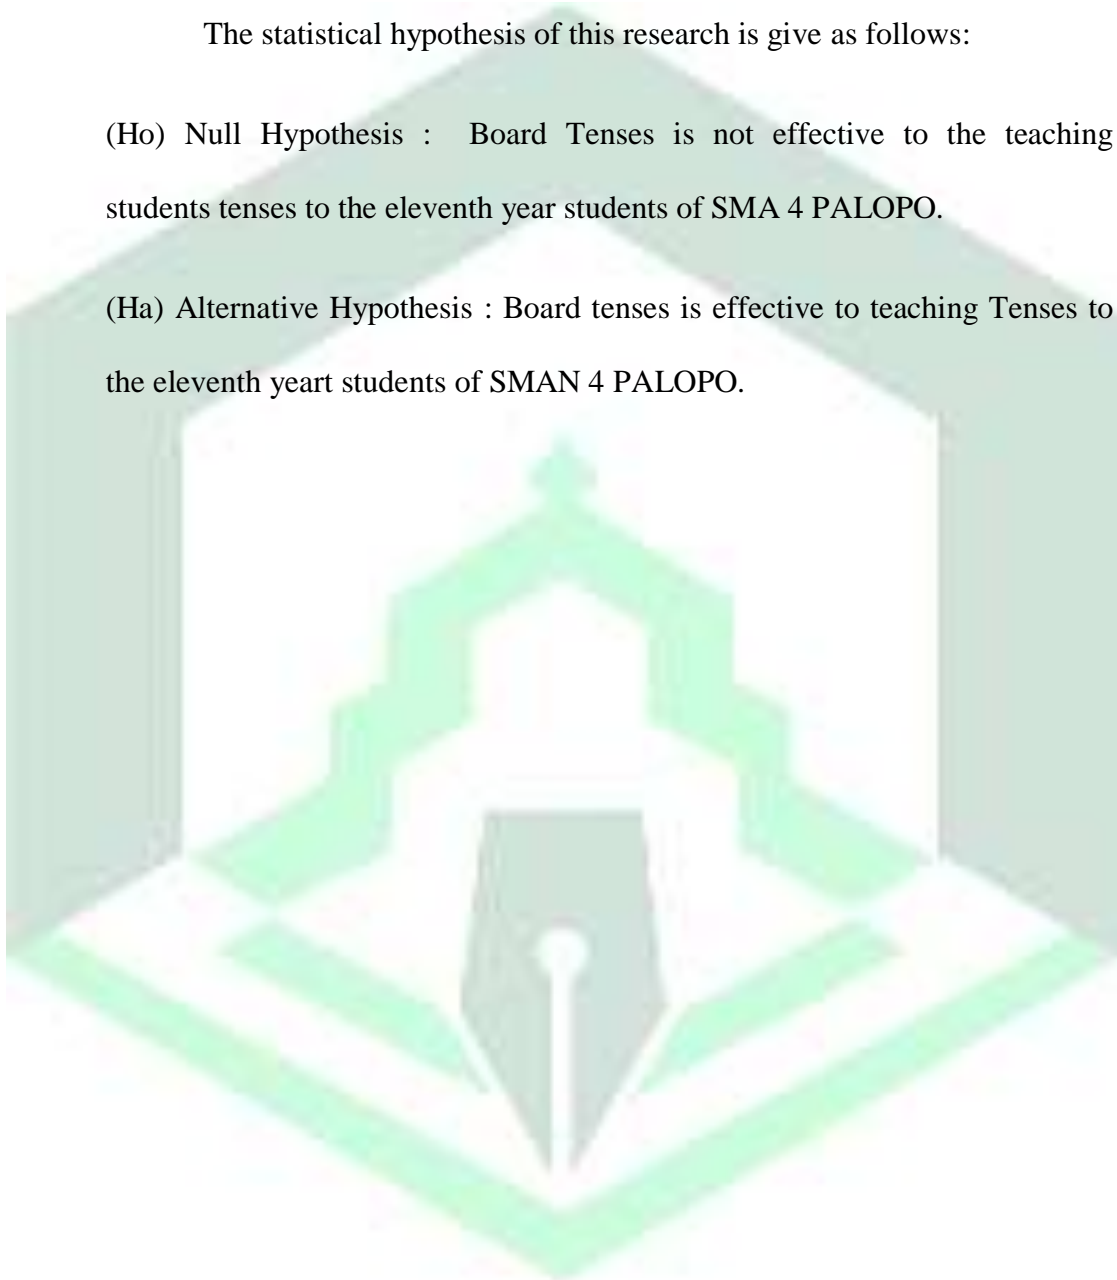 The statistical hypothesis of this research is give as follows:
(Ho) Null Hypothesis : Board Tenses is not effective to the teaching
students tenses to the eleventh year students of SMA 4 PALOPO.
(Ha) Alternative Hypothesis : Board tenses is effective to teaching Tenses to
the eleventh yeart students of SMAN 4 PALOPO.